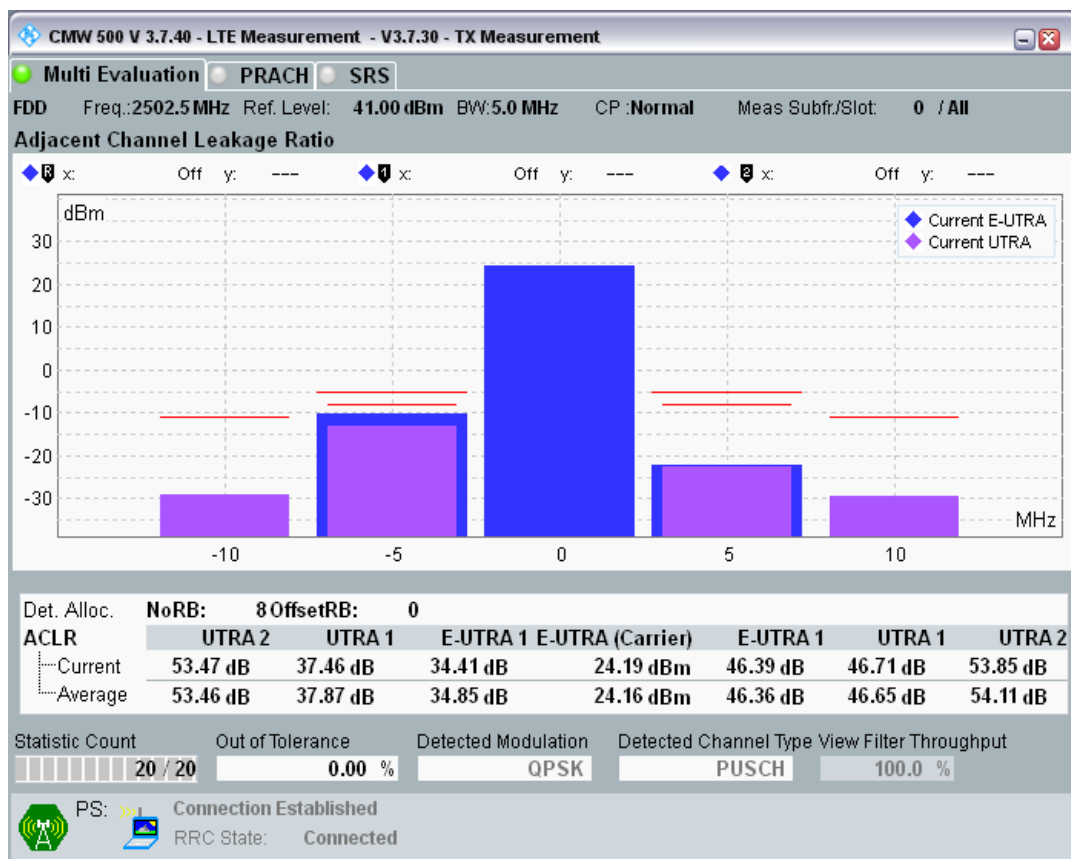 CMW 500 V 3.7.40 - LTE Measurement - V3.7.30 - TX Measurement
Multi Evaluation PRACH SRS
FDD Freq.:2502.5 MHz Ref. Level: 41.00 dBm BW:5.0 MHz CP :Normal Meas Subfr./Slot: 0 / All
Adjacent Channel Leakage Ratio
R x: Off y: --- 1 x: Off y: --- 2 x: Off y: ---
dBm
Current E-UTRA
Current UTRA
30
20
10
0
-10
-20
-30
MHz
-10 -5 0 5 10
Det. Alloc. NoRB: 8 OffsetRB: 0
ACLR UTRA 2 UTRA 1 E-UTRA 1 E-UTRA (Carrier) E-UTRA 1 UTRA 1 UTRA 2
Current 53.47 dB 37.46 dB 34.41 dB 24.19 dBm 46.39 dB 46.71 dB 53.85 dB
Average 53.46 dB 37.87 dB 34.85 dB 24.16 dBm 46.36 dB 46.65 dB 54.11 dB
Statistic Count Out of Tolerance Detected Modulation Detected Channel Type View Filter Throughput
20 / 20 0.00 % QPSK PUSCH 100.0 %
PS: Connection Established
RRC State: Connected